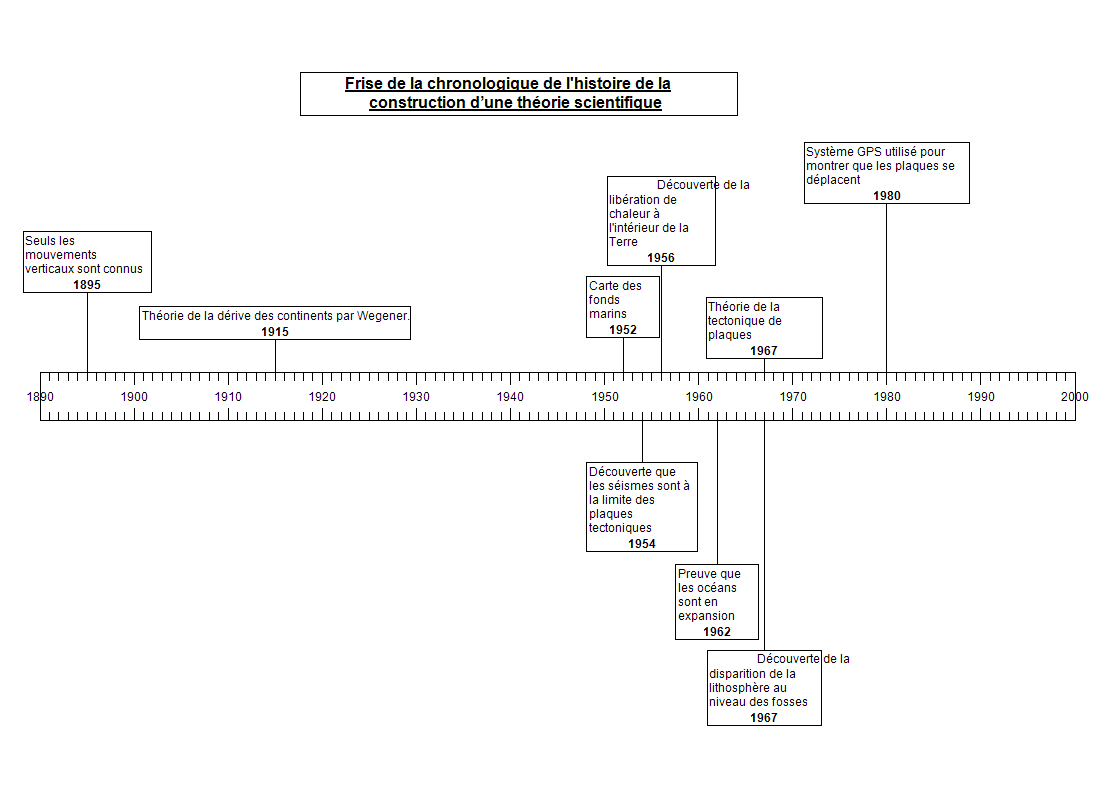 Frise de la chronologique de l'histoire de la
construction d’une théorie scientifique
Système GPS utilisé pour
montrer que les plaques se
déplacent
1980
Découverte de la
libération de
chaleur à
l'intérieur de la
Terre
1956
Seuls les
mouvements
verticaux sont connus
1895
Carte des
fonds
marins
1952
Théorie de la
tectonique de
plaques
1967
Théorie de la dérive des continents par Wegener.
1915
1890 1900 1910 1920 1930 1940 1950 1960 1970 1980 1990 2000
Découverte que
les séismes sont à
la limite des
plaques
tectoniques
1954
Preuve que
les océans
sont en
expansion
1962
Découverte de la
disparition de la
lithosphère au
niveau des fosses
1967